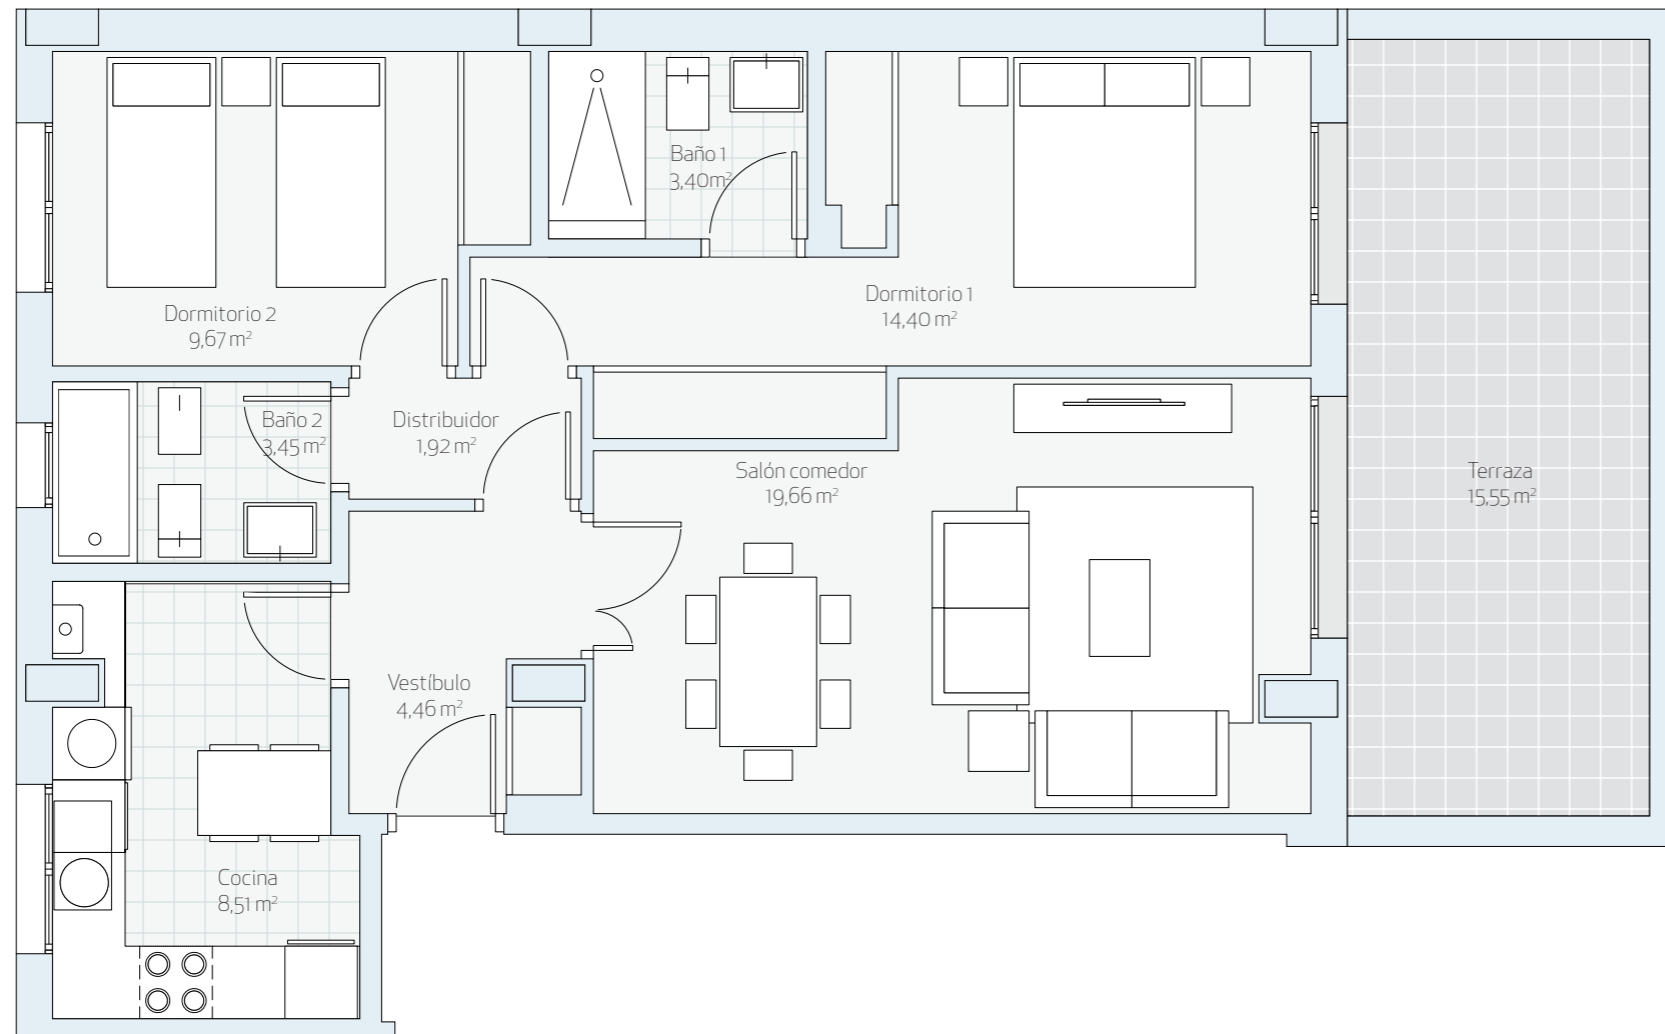 Baño 1
3,40m²
Dormitorio 2
9,67 m²
Dormitorio 1
14,40 m²
Baño 2
3,45 m²
Distribuidor
1,92 m²
Salón comedor
19,66 m²
Terraza
15,55 m²
Vestíbulo
4,46 m²
Cocina
8,51 m²